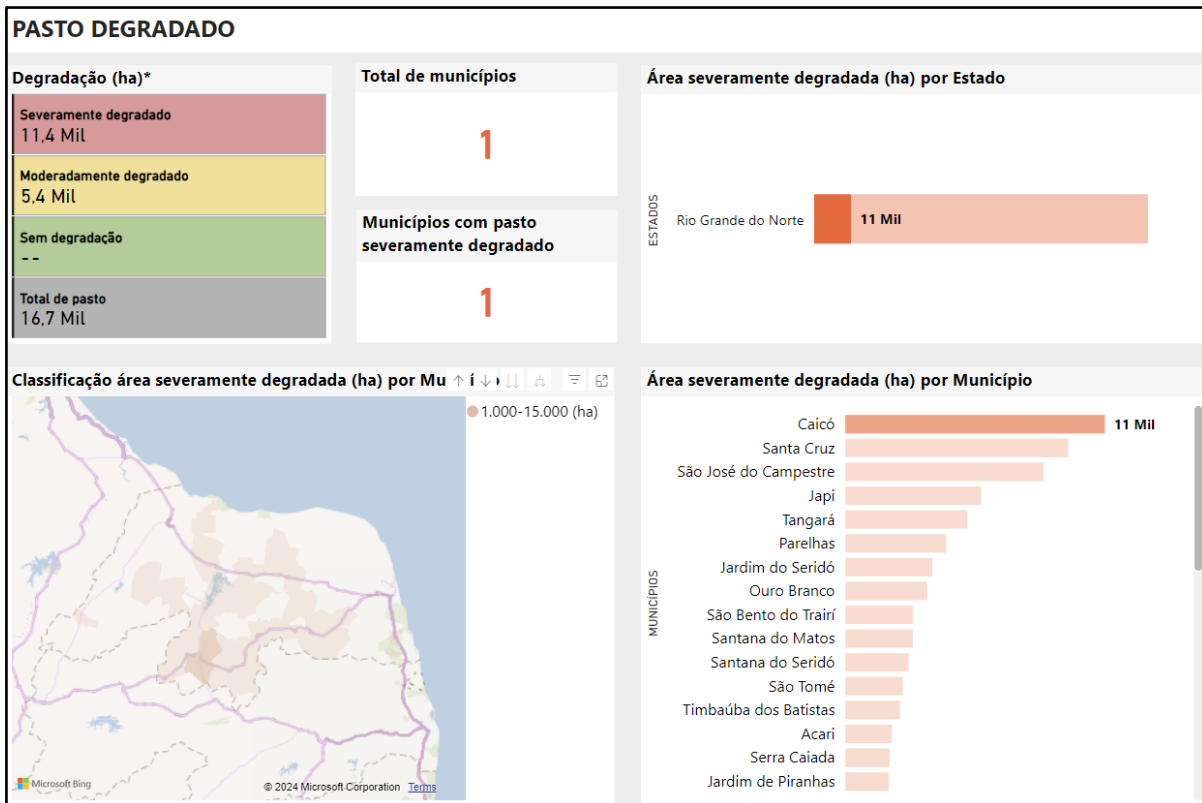 PASTO DEGRADADO
Degradação (ha)*
Severamente degradado
11,4 Mil
Moderadamente degradado
5,4 Mil
Sem degradação
--
Total de pasto
16,7 Mil
Total de municípios
1
Municípios com pasto
severamente degradado
1
Área severamente degradada (ha) por Estado
ESTADOS
Rio Grande do Norte
11 Mil
Classificação área severamente degradada (ha) por Mu í
1.000-15.000 (ha)
Microsoft Bing
© 2024 Microsoft Corporation Terms
Área severamente degradada (ha) por Município
MUNICÍPIOS
Caicó
11 Mil
Santa Cruz
São José do Campestre
Japi
Tangará
Parelhas
Jardim do Seridó
Ouro Branco
São Bento do Trairí
Santana do Matos
Santana do Seridó
São Tomé
Timbaúba dos Batistas
Acari
Serra Caiada
Jardim de Piranhas